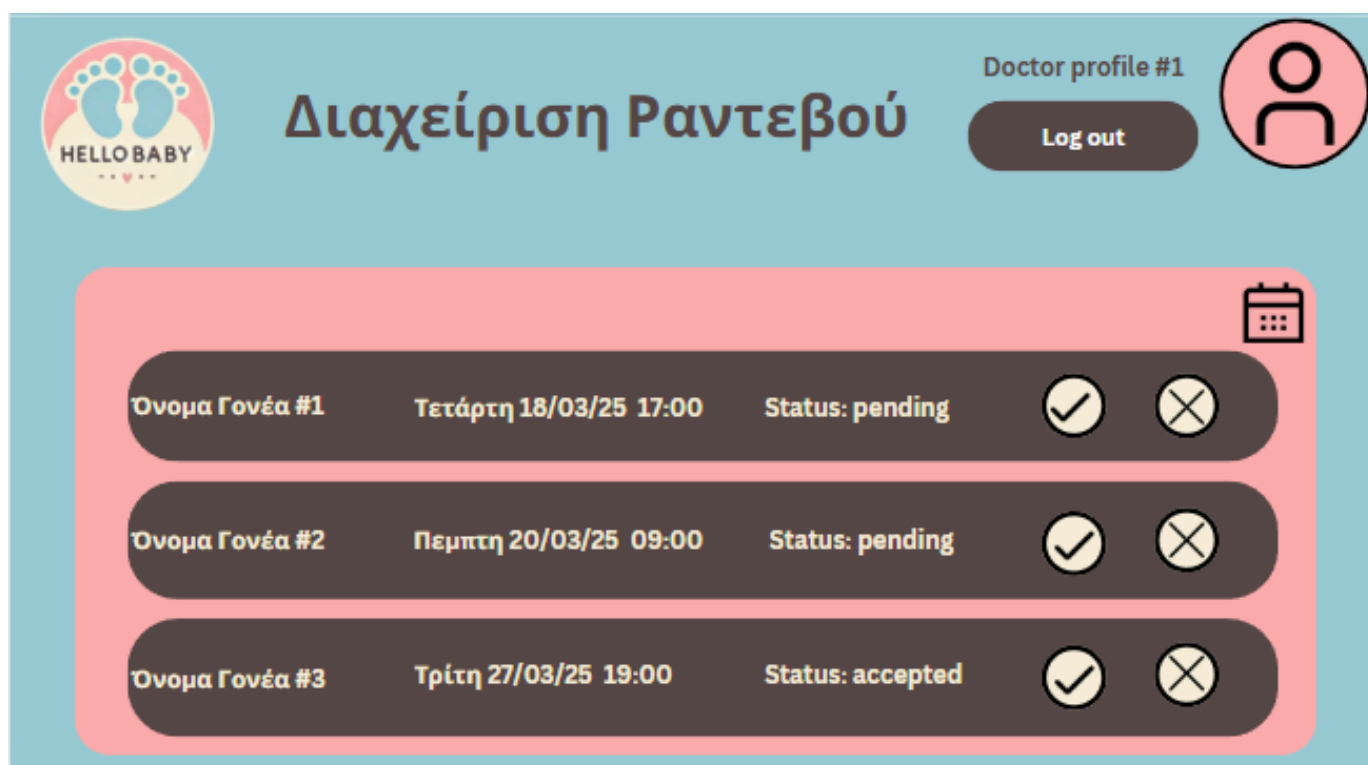 HELLO BABY
Διαχείριση Ραντεβού
Doctor profile #1
Log out
Όνομα Γονέα #1 Τετάρτη 18/03/25 17:00 Status: pending
Όνομα Γονέα #2 Πεμπτη 20/03/25 09:00 Status: pending
Όνομα Γονέα #3 Τρίτη 27/03/25 19:00 Status: accepted